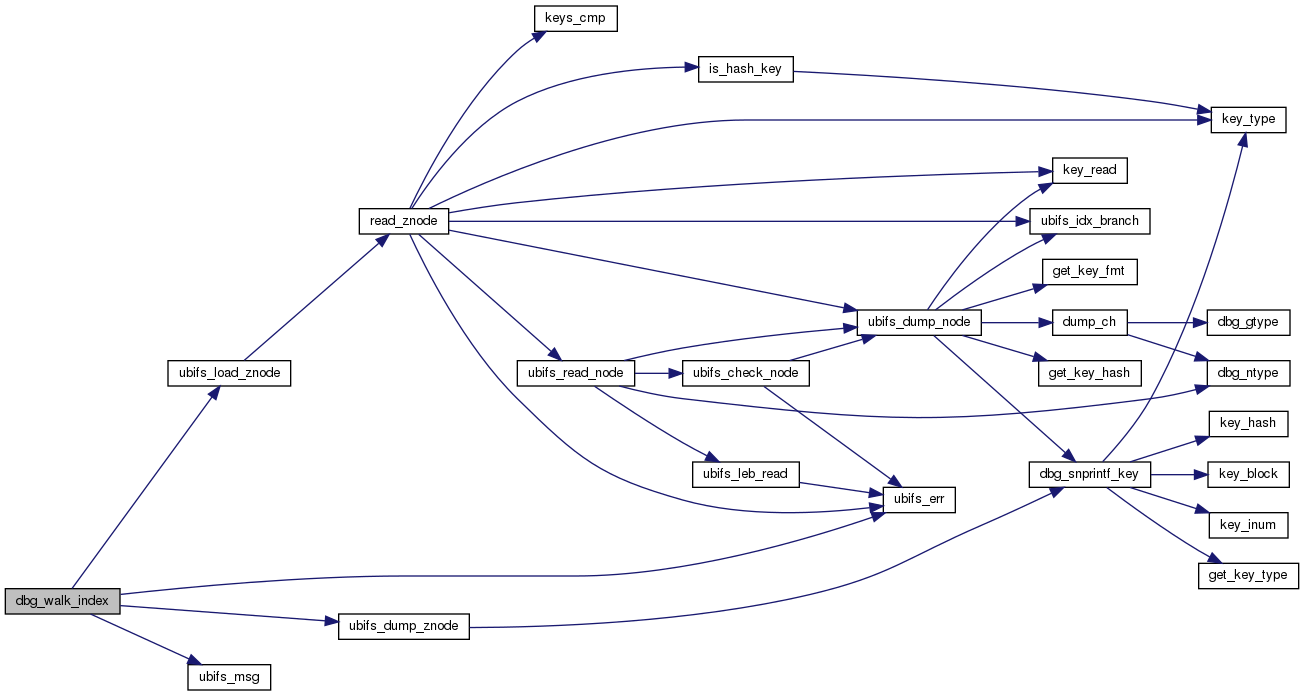 keys_cmp
is_hash_key
key_type
key_read
read_znode
ubifs_idx_branch
get_key_fmt
ubifs_dump_node
dump_ch
dbg_gtype
ubifs_load_znode
ubifs_read_node
ubifs_check_node
get_key_hash
dbg_ntype
key_hash
ubifs_leb_read
dbg_snprintf_key
key_block
ubifs_err
key_inum
get_key_type
dbg_walk_index
ubifs_dump_znode
ubifs_msg